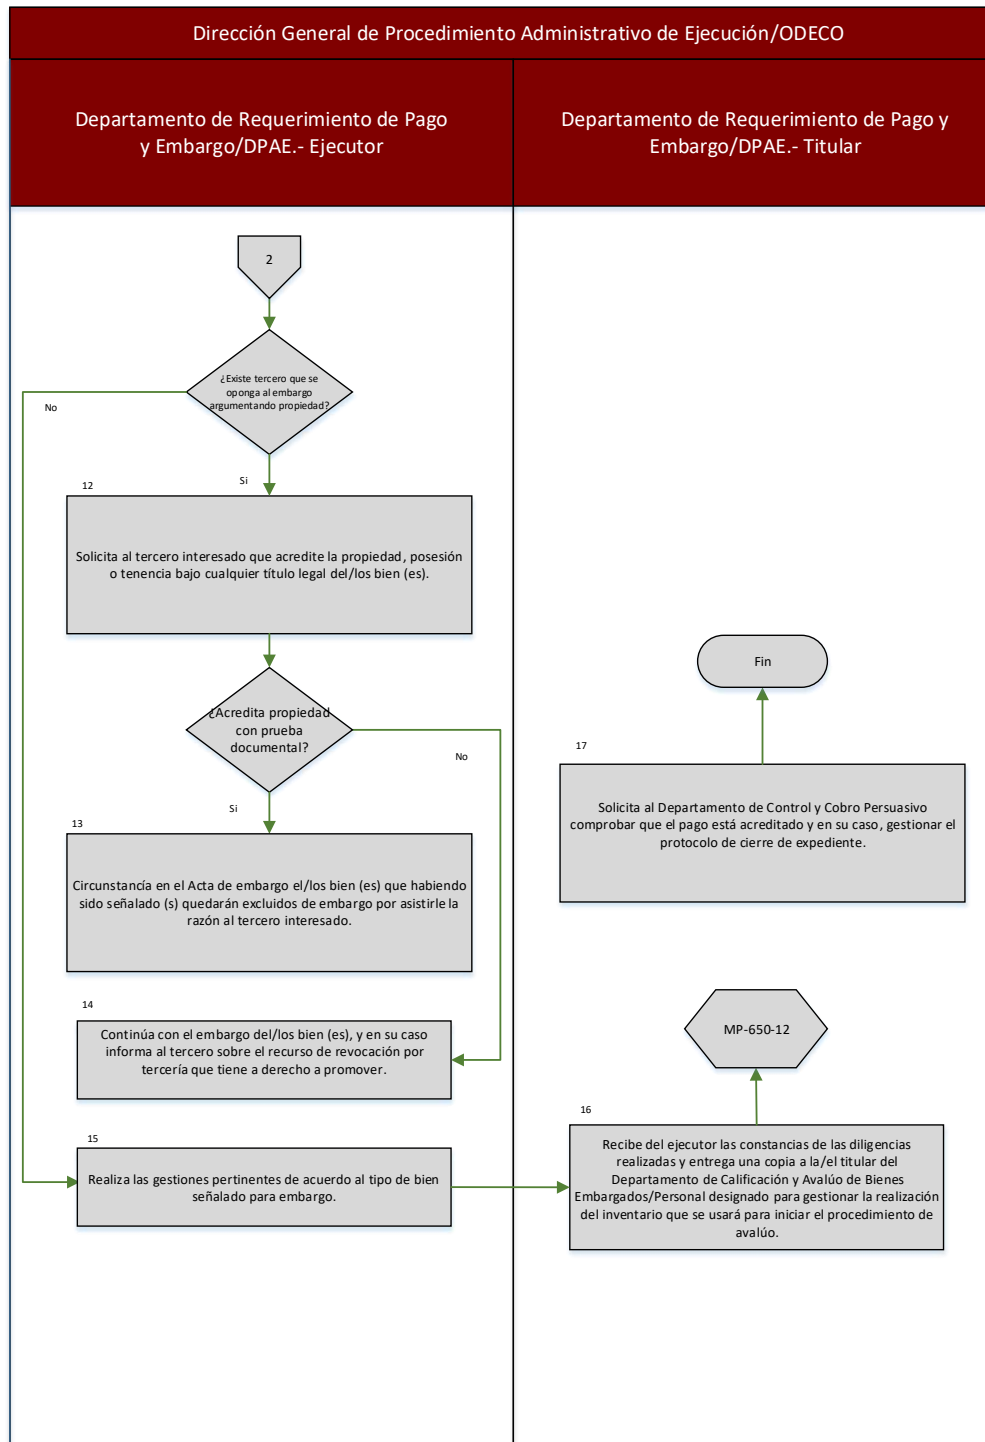 Dirección General de Procedimiento Administrativo de Ejecución/ODECO
Departamento de Requerimiento de Pago
y Embargo/DPAE.- Ejecutor
Departamento de Requerimiento de Pago y
Embargo/DPAE.- Titular
2
¿Existe tercero que se
oponga al embargo
argumentando propiedad?
No
Si
12
Solicita al tercero interesado que acredite la propiedad, posesión
o tenencia bajo cualquier título legal del/los bien (es).
¿Acredita propiedad
con prueba
documental?
No
Si
13
Circunstancía en el Acta de embargo el/los bien (es) que habiendo
sido señalado (s) quedarán excluidos de embargo por asistirle la
razón al tercero interesado.
14
Continúa con el embargo del/los bien (es), y en su caso
informa al tercero sobre el recurso de revocación por
tercería que tiene a derecho a promover.
15
Realiza las gestiones pertinentes de acuerdo al tipo de bien
señalado para embargo.
Fin
17
Solicita al Departamento de Control y Cobro Persuasivo
comprobar que el pago está acreditado y en su caso, gestionar el
protocolo de cierre de expediente.
MP-650-12
16
Recibe del ejecutor las constancias de las diligencias
realizadas y entrega una copia a la/el titular del
Departamento de Calificación y Avalúo de Bienes
Embargados/Personal designado para gestionar la realización
del inventario que se usará para iniciar el procedimiento de
avalúo.